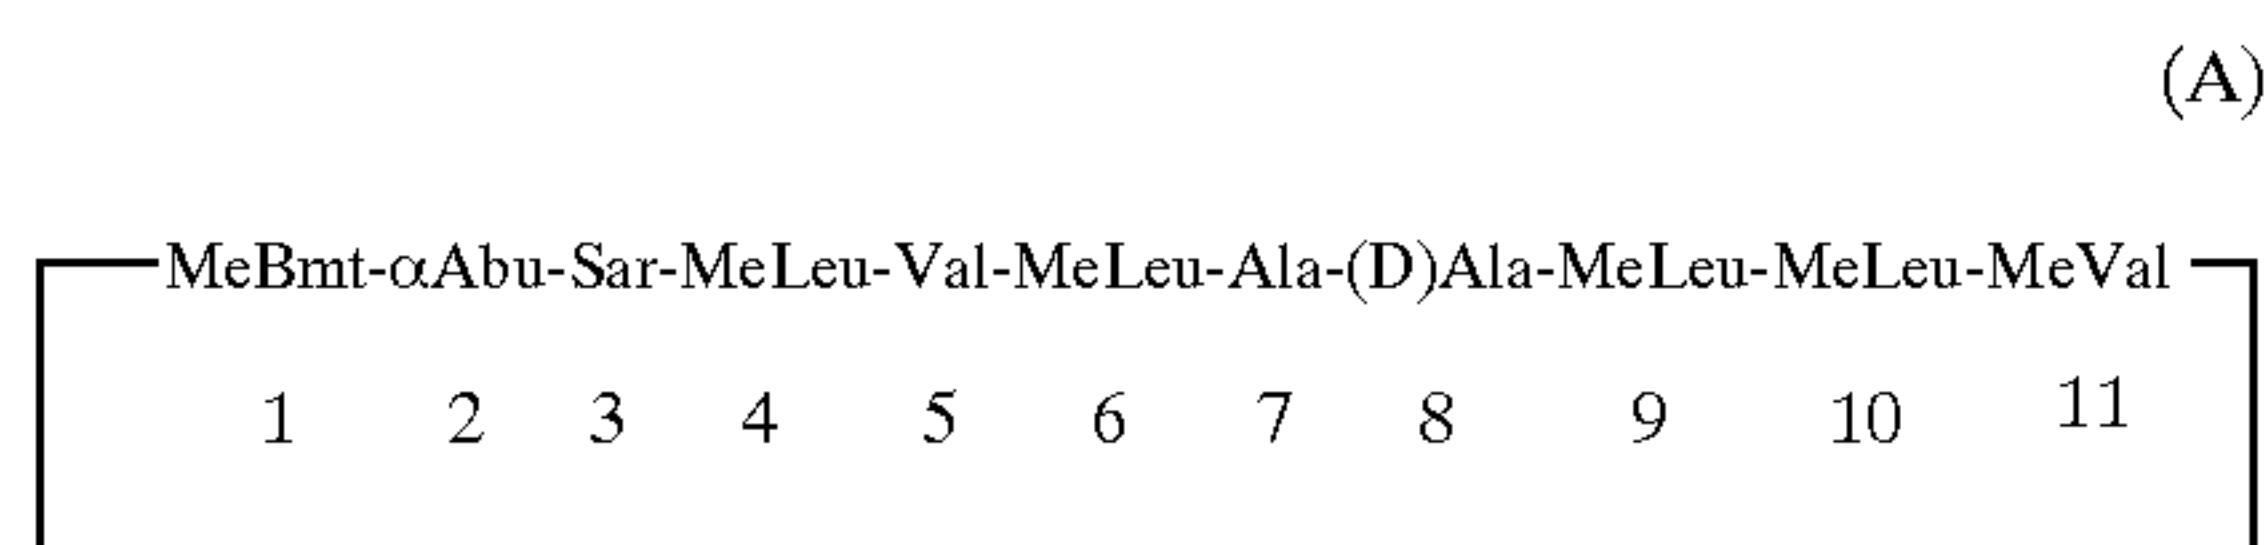 (A)
MeBmt-αAbu-Sar-MeLeu-Val-MeLeu-Ala-(D)Ala-MeLeu-MeLeu-MeVal
1 2 3 4 5 6 7 8 9 10 11